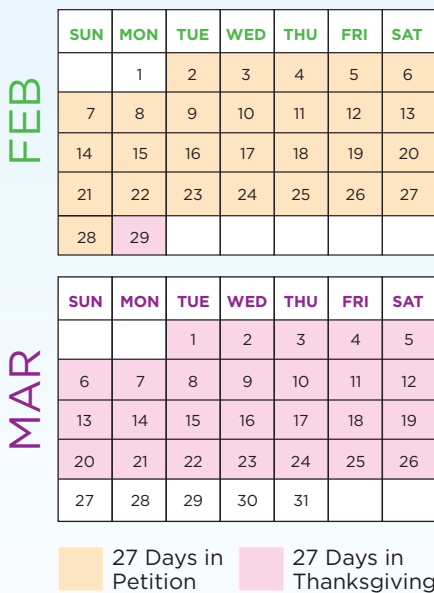 FEB
SUN MON TUE WED THU FRI SAT
1 2 3 4 5 6
7 8 9 10 11 12 13
14 15 16 17 18 19 20
21 22 23 24 25 26 27
28 29
MAR
SUN MON TUE WED THU FRI SAT
1 2 3 4 5
6 7 8 9 10 11 12
13 14 15 16 17 18 19
20 21 22 23 24 25 26
27 28 29 30 31
27 Days in
Petition
27 Days in
Thanksgiving